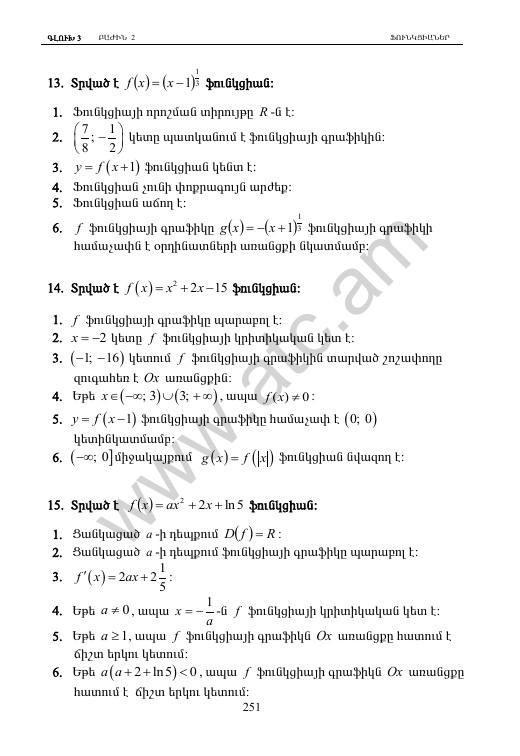 ԳԼՈՒԽ 3 ԲԱԺԻՆ 2 ՖՈՒՆԿՑԻԱՆԵՐ
13. Տրված է f(x)=(x−1)^(1/3) ֆունկցիան:
1. Ֆունկցիայի որոշման տիրույթը R -ն է:
2. (7/8; −1/2) կետը պատկանում է ֆունկցիայի գրաֆիկին:
3. y = f(x+1) ֆունկցիան կենտ է:
4. Ֆունկցիան չունի փոքրագույն արժեք:
5. Ֆունկցիան աճող է:
6. f ֆունկցիայի գրաֆիկը g(x)=−(x+1)^(1/3) ֆունկցիայի գրաֆիկի
համաչափն է օրդինատների առանցքի նկատմամբ:
14. Տրված է f(x)=x²+2x−15 ֆունկցիան:
1. f ֆունկցիայի գրաֆիկը պարաբոլ է:
2. x=−2 կետը f ֆունկցիայի կրիտիկական կետ է:
3. (−1; −16) կետում f ֆունկցիայի գրաֆիկին տարված շոշափողը
զուգահեռ է Ox առանցքին:
4. Եթե x∈(−∞; 3)∪(3; +∞), ապա f(x)≠0:
5. y = f(x−1) ֆունկցիայի գրաֆիկը համաչափ է (0; 0)
կետինկատմամբ:
6. (−∞; 0]միջակայքում g(x)=f(|x|) ֆունկցիան նվազող է:
15. Տրված է f(x)=ax²+2x+ln5 ֆունկցիան:
1. Ցանկացած a -ի դեպքում D(f)=R:
2. Ցանկացած a -ի դեպքում ֆունկցիայի գրաֆիկը պարաբոլ է:
3. f′(x)=2ax+2 1/5:
4. Եթե a≠0, ապա x=−1/a-ն f ֆունկցիայի կրիտիկական կետ է:
5. Եթե a≥1, ապա f ֆունկցիայի գրաֆիկն Ox առանցքը հատում է
ճիշտ երկու կետում:
6. Եթե a(a+2+ln5)<0, ապա f ֆունկցիայի գրաֆիկն Ox առանցքը
հատում է ճիշտ երկու կետում:
251
www.atc.am